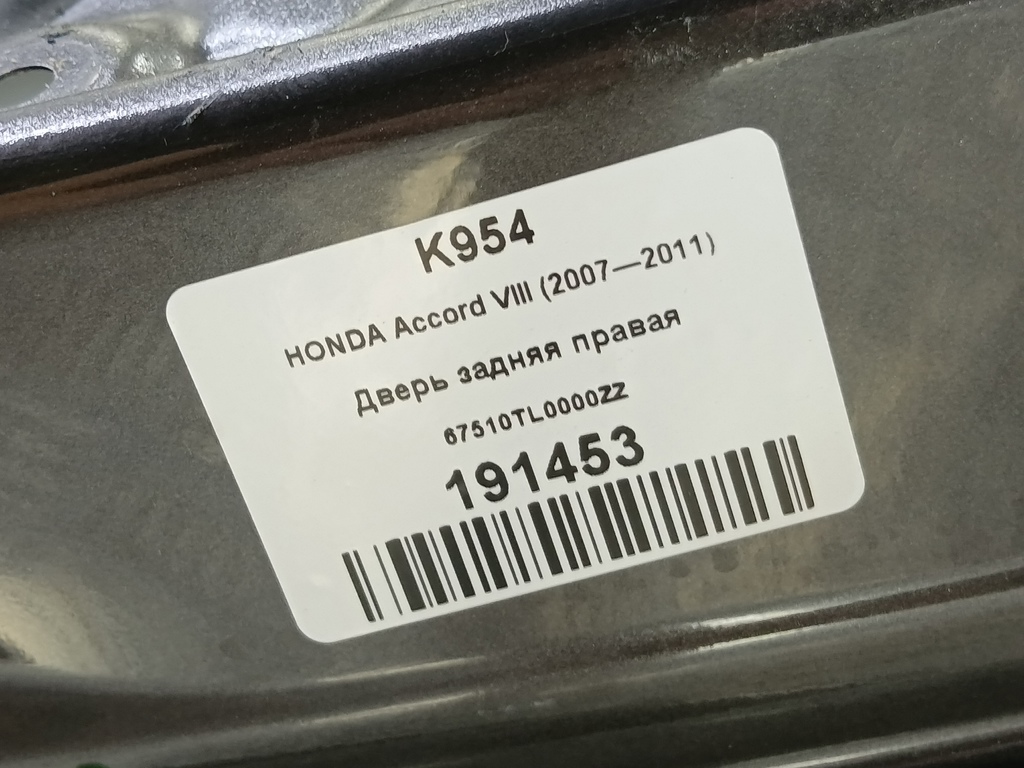 K954
HONDA Accord VIII (2007—2011)
Дверь задняя правая
67510TL0000ZZ
191453